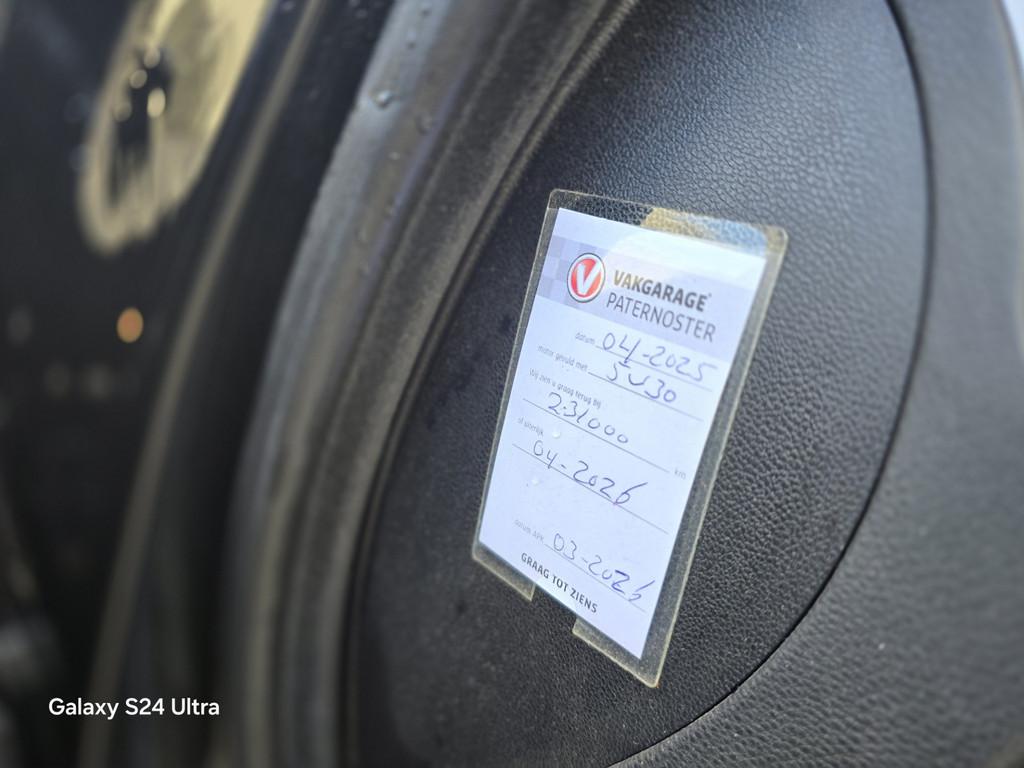 V VAKGARAGE
PATERNOSTER
datum 04-2025
motor gevuld met 5w30
Wij zien u graag terug bij
231000 km
of uiterlijk
04-2026
datum APK 03-2026
GRAAG TOT ZIENS
Galaxy S24 Ultra